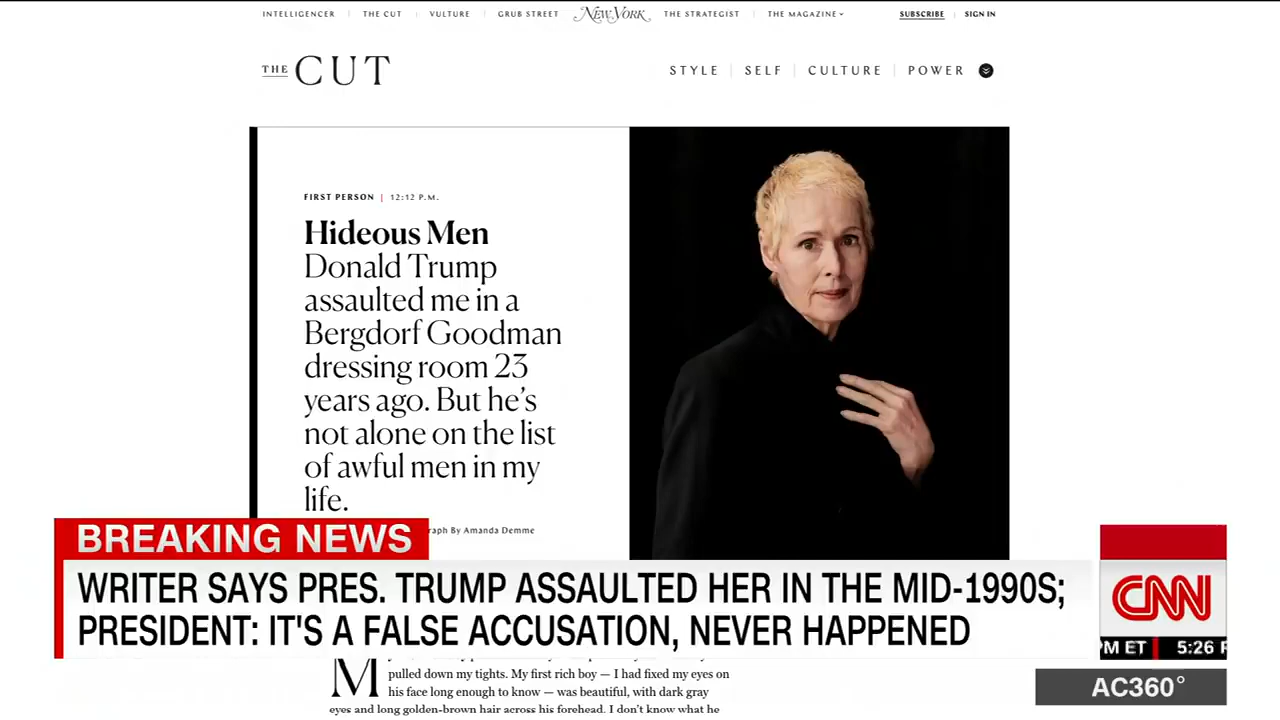 INTELLIGENCER THE CUT VULTURE GRUB STREET NEW YORK THE STRATEGIST THE MAGAZINE SUBSCRIBE SIGN IN
THE CUT
STYLE SELF CULTURE POWER
FIRST PERSON | 12:12 P.M.
Hideous Men
Donald Trump
assaulted me in a
Bergdorf Goodman
dressing room 23
years ago. But he's
not alone on the list
of awful men in my
life.
By Amanda Demme
BREAKING NEWS
WRITER SAYS PRES. TRUMP ASSAULTED HER IN THE MID-1990S;
PRESIDENT: IT'S A FALSE ACCUSATION, NEVER HAPPENED
CNN
PM ET 5:26
AC360°
M
pulled down my tights. My first rich boy — I had fixed my eyes on
his face long enough to know — was beautiful, with dark gray
eyes and long golden-brown hair across his forehead. I don't know what he